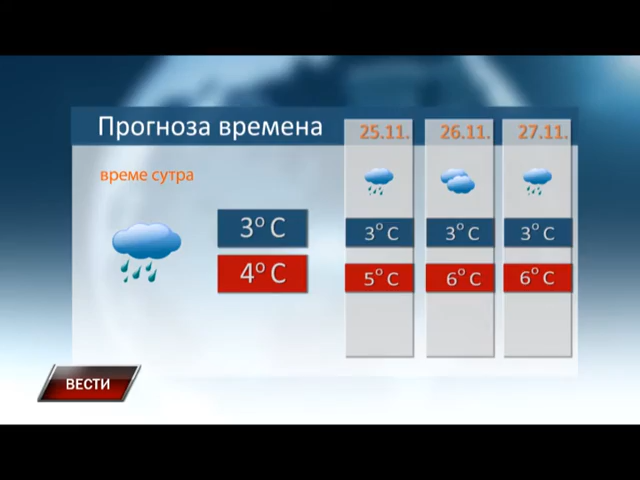 Прогноза времена
време сутра
3° C
4° C
25.11.
3° C
5° C
26.11.
3° C
6° C
27.11.
3° C
6° C
ВЕСТИ